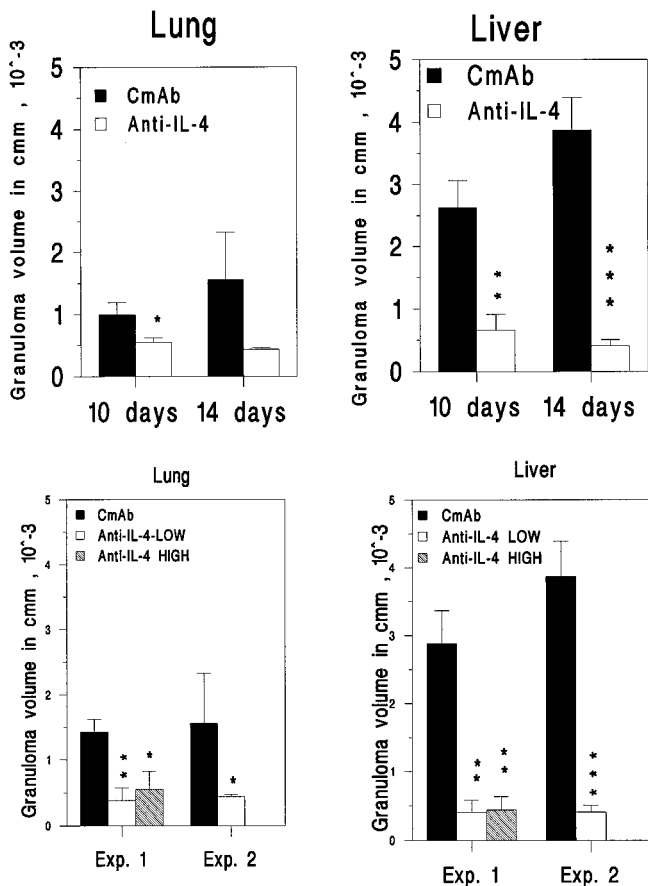 Lung
Granuloma volume in cmm , 10^-3
5
4
3
2
1
0
CmAb
Anti-IL-4
*
10 days
14 days
Liver
Granuloma volume in cmm , 10^-3
5
4
3
2
1
0
CmAb
Anti-IL-4
* *
* * *
10 days
14 days
Lung
Granuloma volume in cmm , 10^-3
5
4
3
2
1
0
CmAb
Anti-IL-4-LOW
Anti-IL-4 HIGH
* *
*
*
Exp. 1
Exp. 2
Liver
Granuloma volume in cmm , 10^-3
5
4
3
2
1
0
CmAb
Anti-IL-4 LOW
Anti-IL-4 HIGH
* *
* *
* * *
Exp. 1
Exp. 2